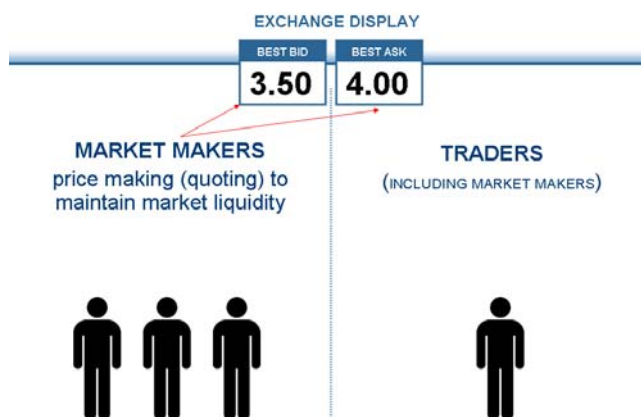 EXCHANGE DISPLAY
BEST BID
BEST ASK
3.50
4.00
MARKET MAKERS
price making (quoting) to
maintain market liquidity
TRADERS
(INCLUDING MARKET MAKERS)